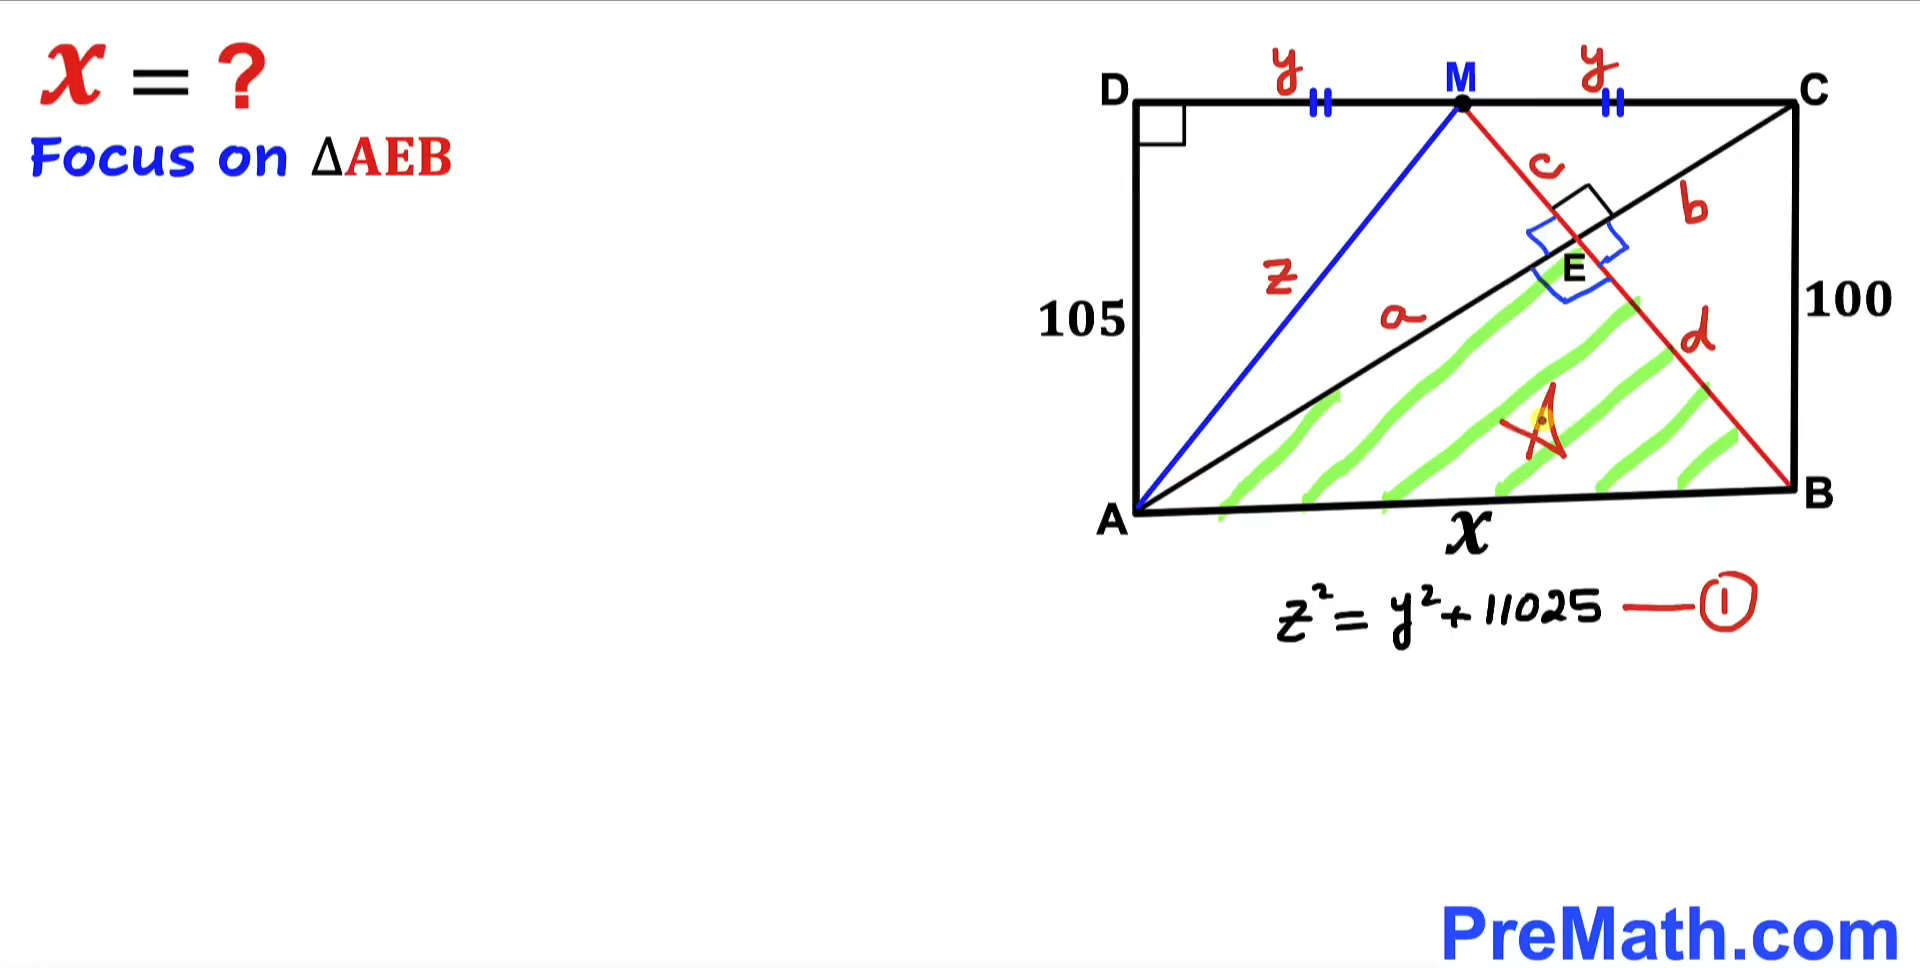 x = ?
Focus on ΔAEB
y y
D M C
c
b
z E
105 a d 100
A
A B
x
z² = y² + 11025 — ①
PreMath.com